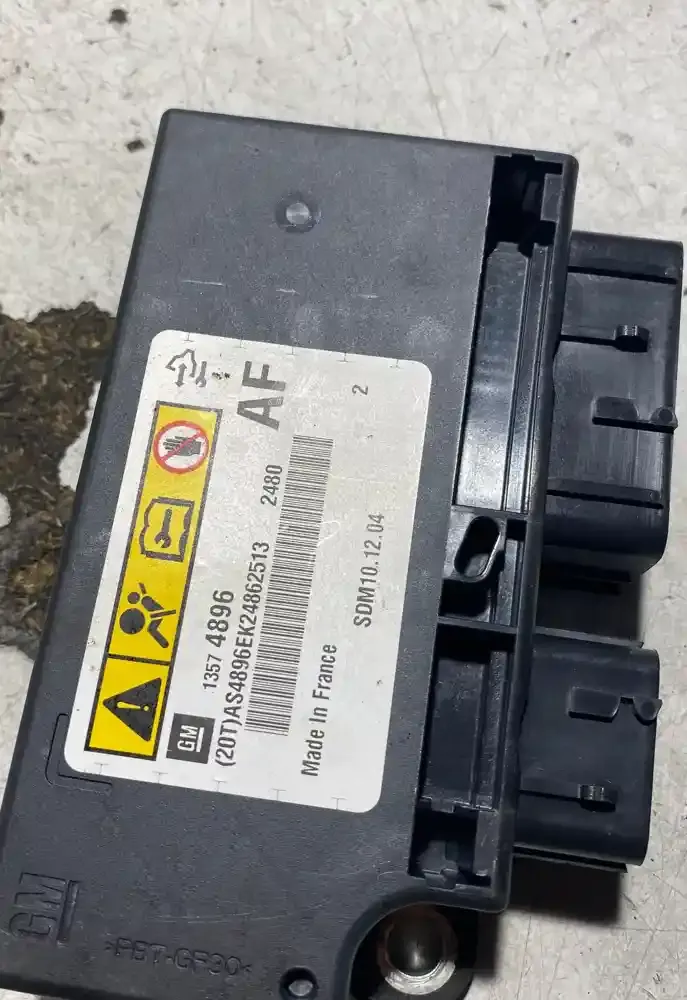 AF
2
1357 4896
(20T)AS4896EK24862513 2480
GM
Made In France SDM10.12.04
GM
>PBT-GF30<